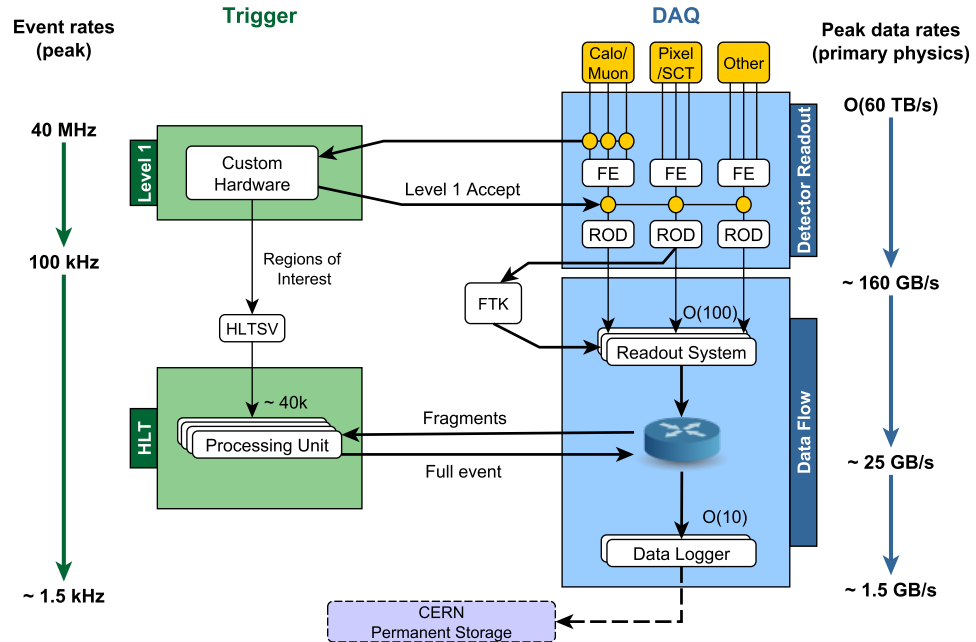 Trigger
DAQ
Event rates
(peak)
Peak data rates
(primary physics)
Calo/
Muon
Pixel
/SCT
Other
40 MHz
O(60 TB/s)
Level 1
Custom
Hardware
Level 1 Accept
FE
FE
FE
ROD
ROD
ROD
Detector Readout
100 kHz
Regions of
Interest
~ 160 GB/s
FTK
HLTSV
O(100)
Readout System
HLT
~ 40k
Processing Unit
Fragments
Full event
Data Flow
~ 25 GB/s
O(10)
Data Logger
~ 1.5 kHz
~ 1.5 GB/s
CERN
Permanent Storage